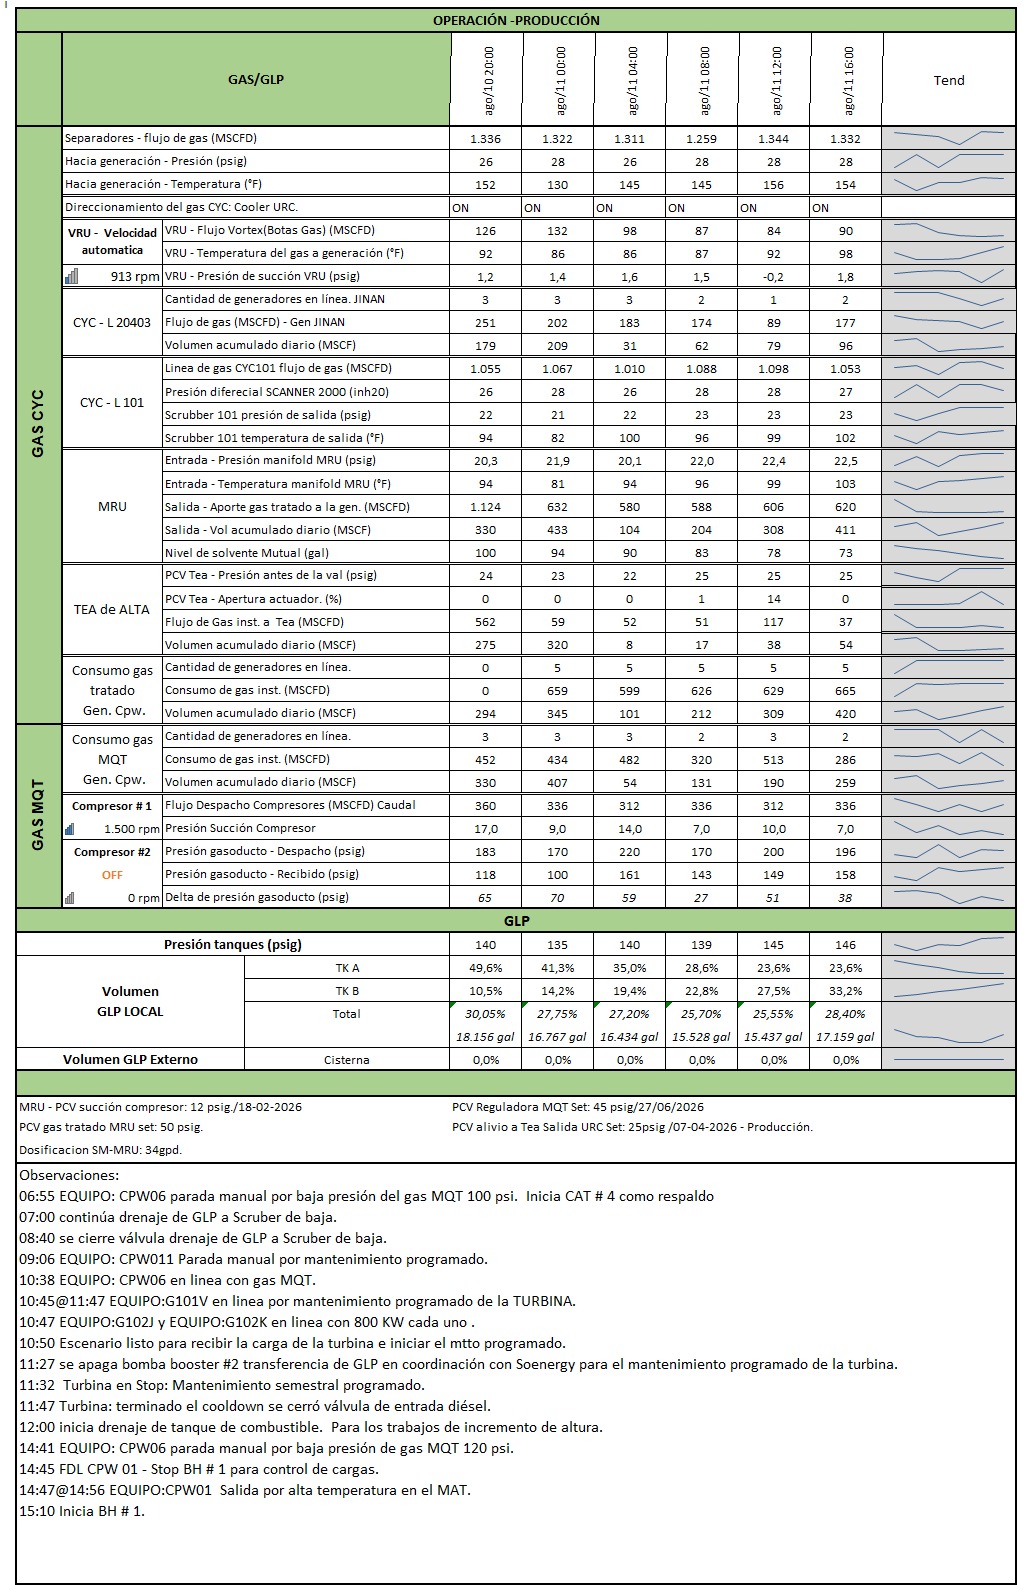 OPERACIÓN -PRODUCCIÓN
GAS/GLP ago/10 20:00 ago/11 00:00 ago/11 04:00 ago/11 08:00 ago/11 12:00 ago/11 16:00 Tend
GAS CYC
Separadores - flujo de gas (MSCFD) 1.336 1.322 1.311 1.259 1.344 1.332
Hacia generación - Presión (psig) 26 28 26 28 28 28
Hacia generación - Temperatura (°F) 152 130 145 145 156 154
Direccionamiento del gas CYC: Cooler URC. ON ON ON ON ON ON
VRU - Velocidad automatica
913 rpm
VRU - Flujo Vortex(Botas Gas) (MSCFD) 126 132 98 87 84 90
VRU - Temperatura del gas a generación (°F) 92 86 86 87 92 98
VRU - Presión de succión VRU (psig) 1,2 1,4 1,6 1,5 -0,2 1,8
CYC - L 20403
Cantidad de generadores en línea. JINAN 3 3 3 2 1 2
Flujo de gas (MSCFD) - Gen JINAN 251 202 183 174 89 177
Volumen acumulado diario (MSCF) 179 209 31 62 79 96
CYC - L 101
Linea de gas CYC101 flujo de gas (MSCFD) 1.055 1.067 1.010 1.088 1.098 1.053
Presión diferecial SCANNER 2000 (inh20) 26 28 26 28 28 27
Scrubber 101 presión de salida (psig) 22 21 22 23 23 23
Scrubber 101 temperatura de salida (°F) 94 82 100 96 99 102
MRU
Entrada - Presión manifold MRU (psig) 20,3 21,9 20,1 22,0 22,4 22,5
Entrada - Temperatura manifold MRU (°F) 94 81 94 96 99 103
Salida - Aporte gas tratado a la gen. (MSCFD) 1.124 632 580 588 606 620
Salida - Vol acumulado diario (MSCF) 330 433 104 204 308 411
Nivel de solvente Mutual (gal) 100 94 90 83 78 73
TEA de ALTA
PCV Tea - Presión antes de la val (psig) 24 23 22 25 25 25
PCV Tea - Apertura actuador. (%) 0 0 0 1 14 0
Flujo de Gas inst. a Tea (MSCFD) 562 59 52 51 117 37
Volumen acumulado diario (MSCF) 275 320 8 17 38 54
Consumo gas tratado Gen. Cpw.
Cantidad de generadores en línea. 0 5 5 5 5 5
Consumo de gas inst. (MSCFD) 0 659 599 626 629 665
Volumen acumulado diario (MSCF) 294 345 101 212 309 420
GAS MQT
Consumo gas MQT Gen. Cpw.
Cantidad de generadores en línea. 3 3 3 2 3 2
Consumo de gas inst. (MSCFD) 452 434 482 320 513 286
Volumen acumulado diario (MSCF) 330 407 54 131 190 259
Compresor # 1
1.500 rpm
Flujo Despacho Compresores (MSCFD) Caudal 360 336 312 336 312 336
Presión Succión Compresor 17,0 9,0 14,0 7,0 10,0 7,0
Compresor #2
OFF
0 rpm
Presión gasoducto - Despacho (psig) 183 170 220 170 200 196
Presión gasoducto - Recibido (psig) 118 100 161 143 149 158
Delta de presión gasoducto (psig) 65 70 59 27 51 38
GLP
Presión tanques (psig) 140 135 140 139 145 146
Volumen GLP LOCAL
TK A 49,6% 41,3% 35,0% 28,6% 23,6% 23,6%
TK B 10,5% 14,2% 19,4% 22,8% 27,5% 33,2%
Total 30,05% 27,75% 27,20% 25,70% 25,55% 28,40%
18.156 gal 16.767 gal 16.434 gal 15.528 gal 15.437 gal 17.159 gal
Volumen GLP Externo Cisterna 0,0% 0,0% 0,0% 0,0% 0,0% 0,0%
MRU - PCV succión compresor: 12 psig./18-02-2026 PCV Reguladora MQT Set: 45 psig/27/06/2026
PCV gas tratado MRU set: 50 psig. PCV alivio a Tea Salida URC Set: 25psig /07-04-2026 - Producción.
Dosificacion SM-MRU: 34gpd.
Observaciones:
06:55 EQUIPO: CPW06 parada manual por baja presión del gas MQT 100 psi. Inicia CAT # 4 como respaldo
07:00 continúa drenaje de GLP a Scruber de baja.
08:40 se cierre válvula drenaje de GLP a Scruber de baja.
09:06 EQUIPO: CPW011 Parada manual por mantenimiento programado.
10:38 EQUIPO: CPW06 en linea con gas MQT.
10:45@11:47 EQUIPO:G101V en linea por mantenimiento programado de la TURBINA.
10:47 EQUIPO:G102J y EQUIPO:G102K en linea con 800 KW cada uno .
10:50 Escenario listo para recibir la carga de la turbina e iniciar el mtto programado.
11:27 se apaga bomba booster #2 transferencia de GLP en coordinación con Soenergy para el mantenimiento programado de la turbina.
11:32 Turbina en Stop: Mantenimiento semestral programado.
11:47 Turbina: terminado el cooldown se cerró válvula de entrada diésel.
12:00 inicia drenaje de tanque de combustible. Para los trabajos de incremento de altura.
14:41 EQUIPO: CPW06 parada manual por baja presión de gas MQT 120 psi.
14:45 FDL CPW 01 - Stop BH # 1 para control de cargas.
14:47@14:56 EQUIPO:CPW01 Salida por alta temperatura en el MAT.
15:10 Inicia BH # 1.